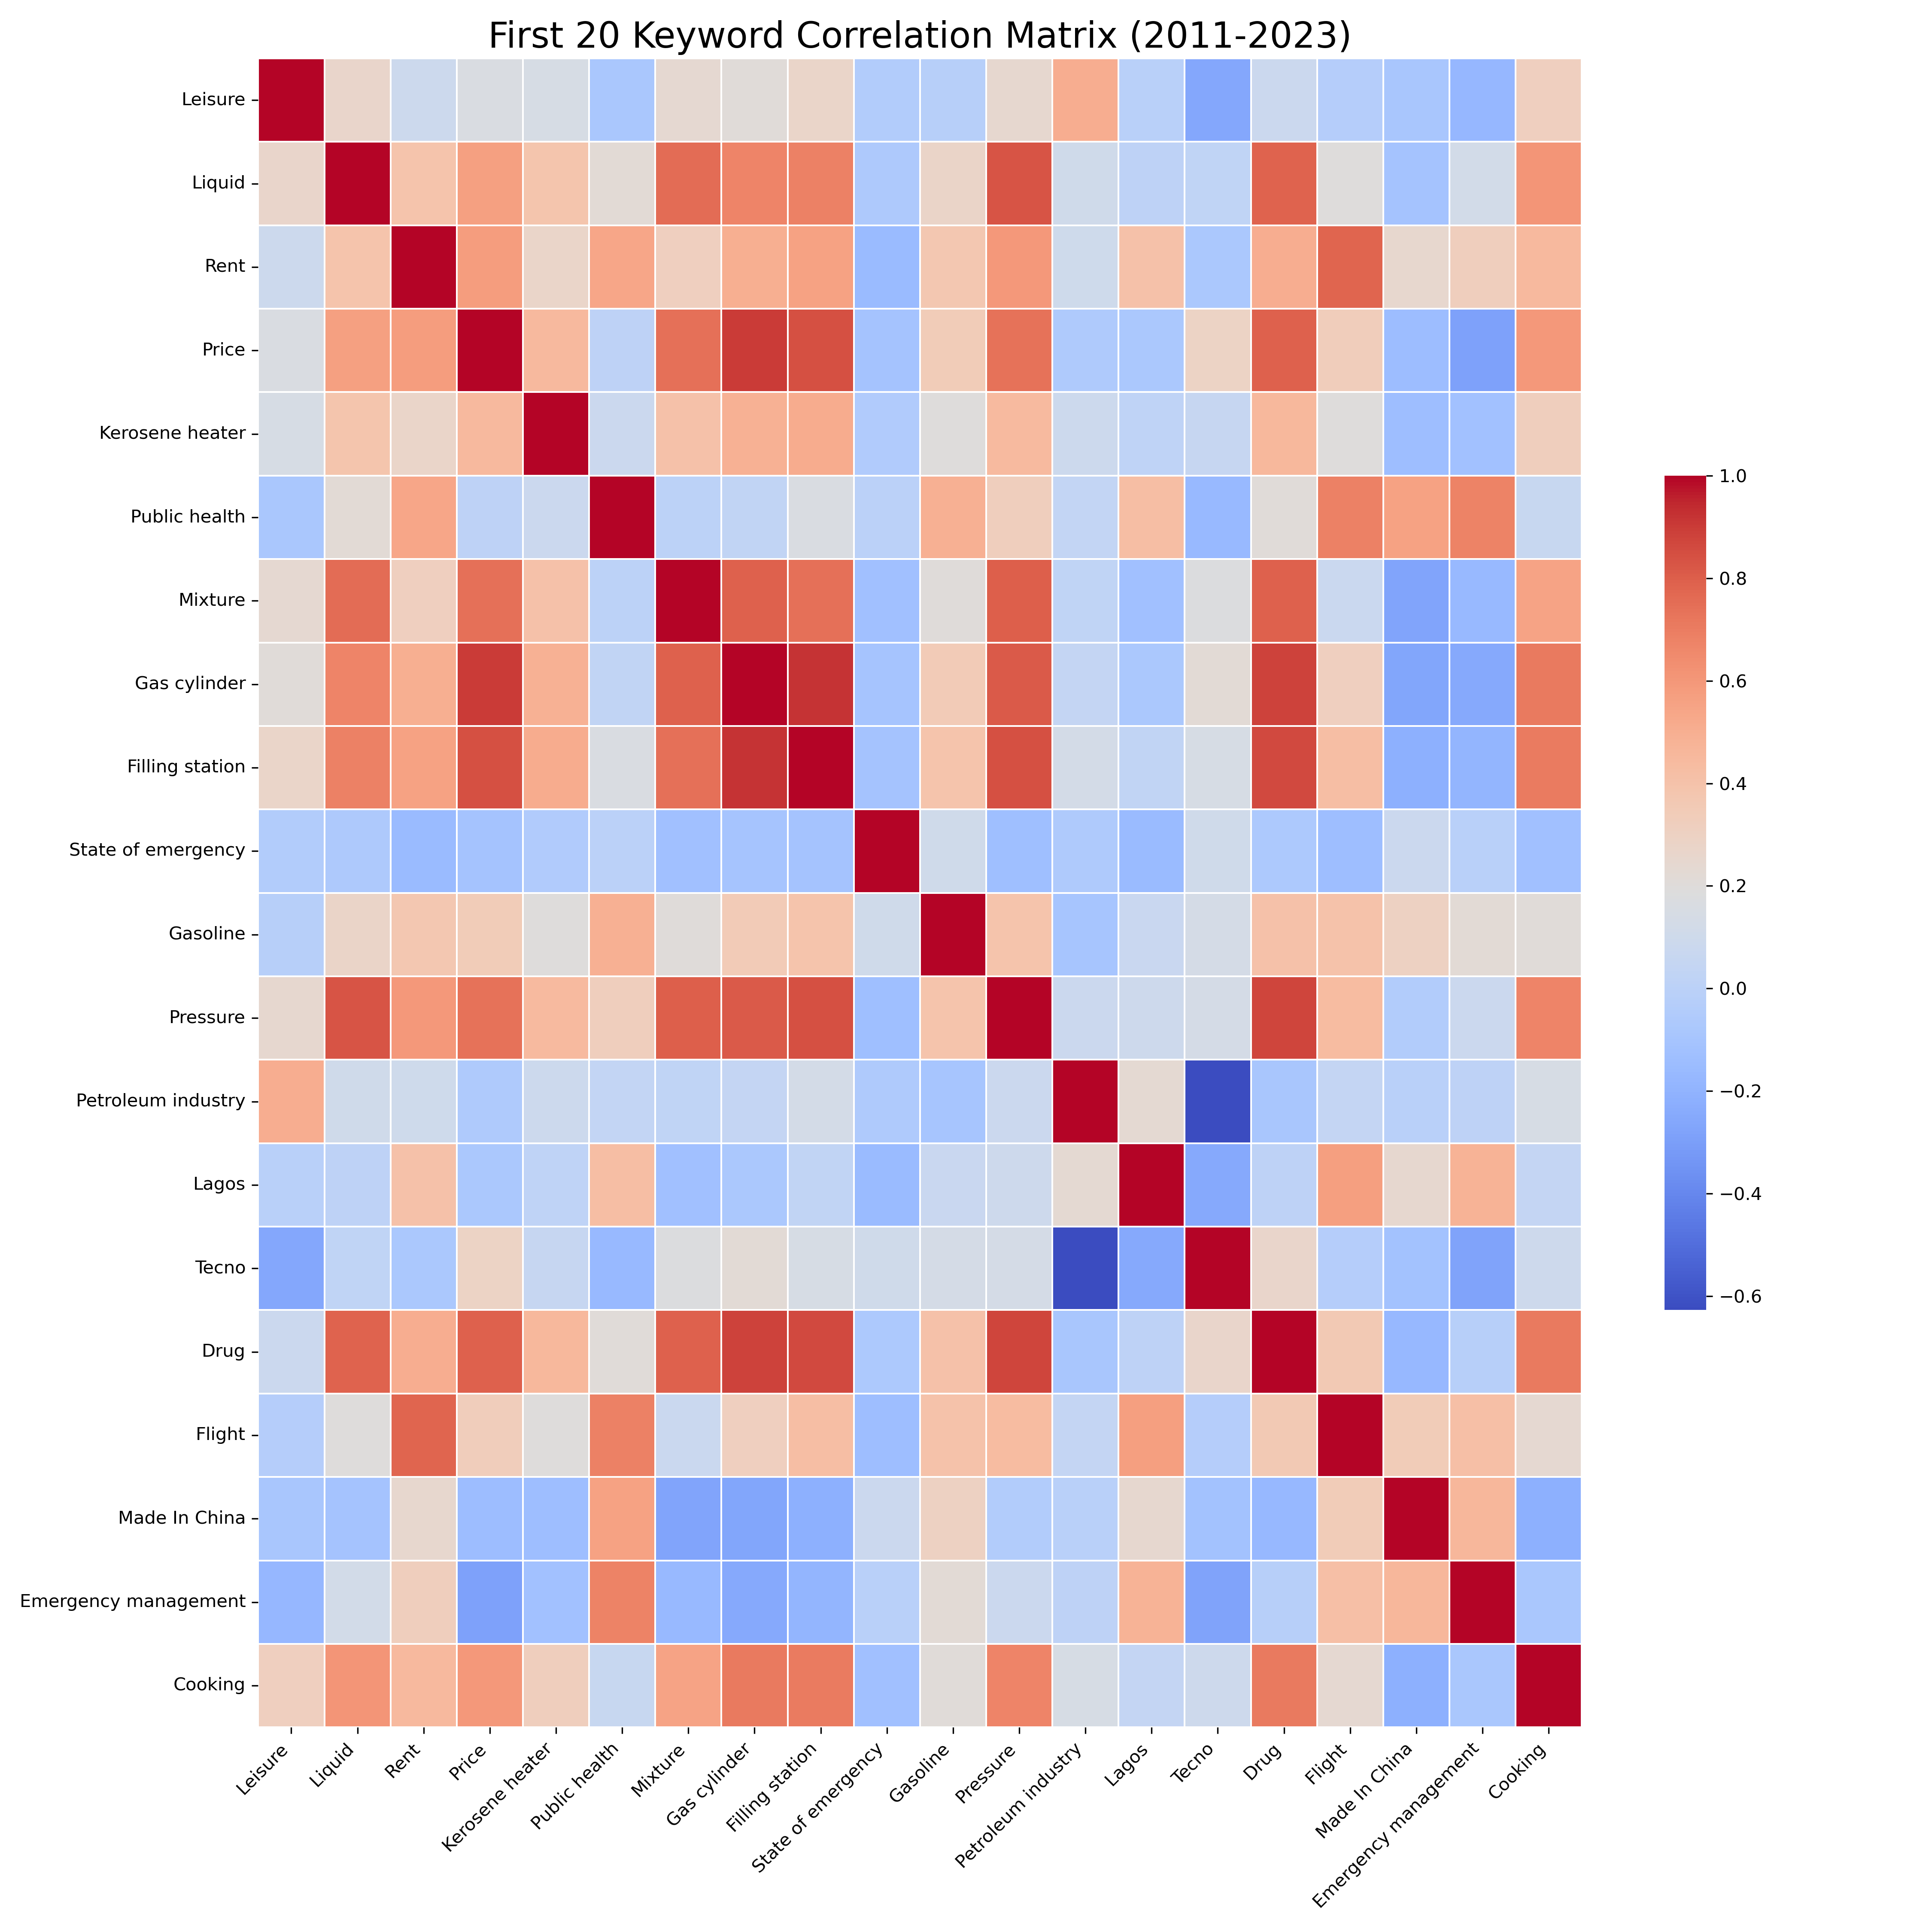 First 20 Keyword Correlation Matrix (2011-2023)
Leisure
Liquid
Rent
Price
Kerosene heater
Public health
Mixture
Gas cylinder
Filling station
State of emergency
Gasoline
Pressure
Petroleum industry
Lagos
Tecno
Drug
Flight
Made In China
Emergency management
Cooking
Leisure
Liquid
Rent
Price
Kerosene heater
Public health
Mixture
Gas cylinder
Filling station
State of emergency
Gasoline
Pressure
Petroleum industry
Lagos
Tecno
Drug
Flight
Made In China
Emergency management
Cooking
1.0
0.8
0.6
0.4
0.2
0.0
−0.2
−0.4
−0.6